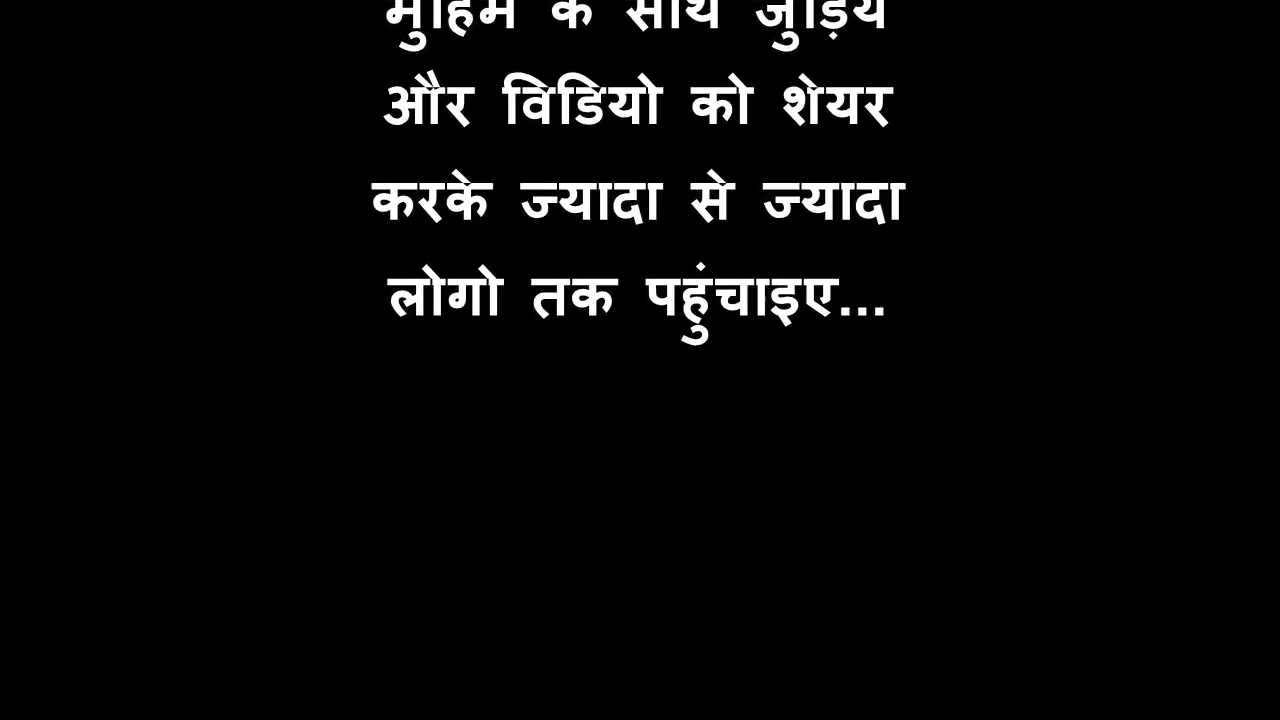 मुहिम के साथ जुड़िये
और विडियो को शेयर
करके ज्यादा से ज्यादा
लोगो तक पहुंचाइए...